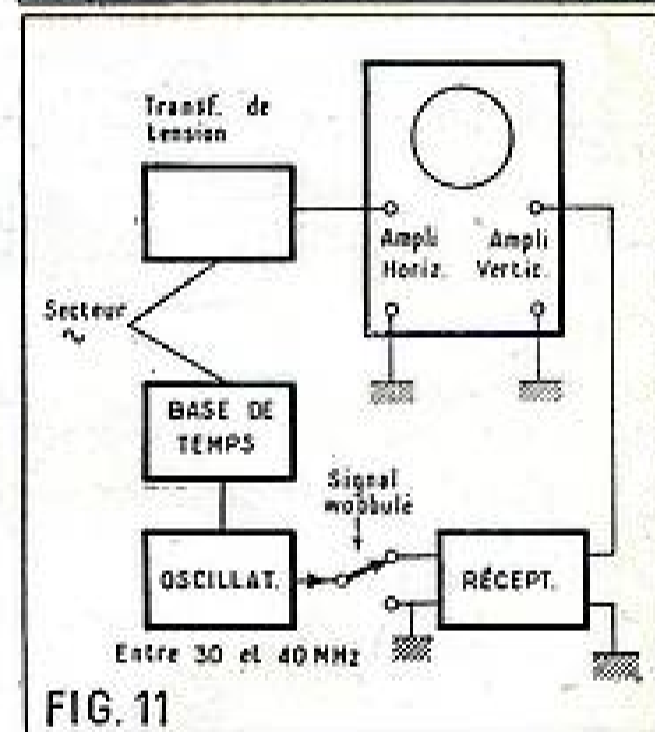 Transf. de
tension
Ampli
Horiz.
Ampli
Vertic.
Secteur
~
BASE DE
TEMPS
Signal
wobbulé
OSCILLAT.
RÉCEPT.
Entre 30 et 40 MHz
FIG. 11